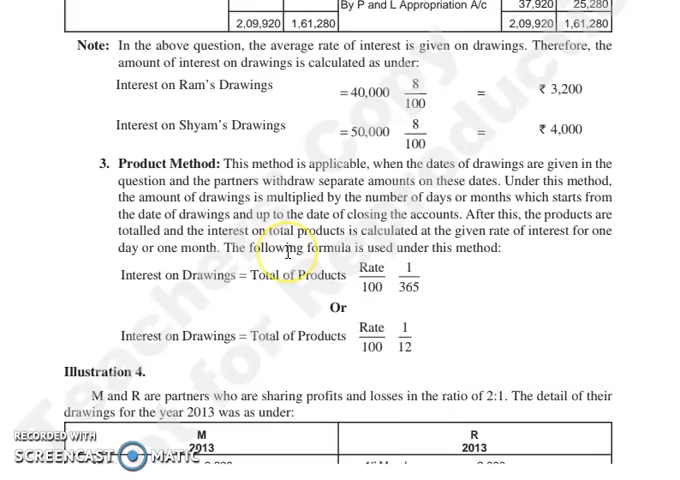 By P and L Appropriation A/c 37,920 25,280
2,09,920 1,61,280 2,09,920 1,61,280
Note: In the above question, the average rate of interest is given on drawings. Therefore, the
amount of interest on drawings is calculated as under:
Interest on Ram's Drawings = 40,000 8/100 = ₹ 3,200
Interest on Shyam's Drawings = 50,000 8/100 = ₹ 4,000
3. Product Method: This method is applicable, when the dates of drawings are given in the
question and the partners withdraw separate amounts on these dates. Under this method,
the amount of drawings is multiplied by the number of days or months which starts from
the date of drawings and up to the date of closing the accounts. After this, the products are
totalled and the interest on total products is calculated at the given rate of interest for one
day or one month. The following formula is used under this method:
Interest on Drawings = Total of Products Rate/100 1/365
Or
Interest on Drawings = Total of Products Rate/100 1/12
Illustration 4.
M and R are partners who are sharing profits and losses in the ratio of 2:1. The detail of their
drawings for the year 2013 was as under:
M R
2013 2013
RECORDED WITH
SCREENCAST MATIC